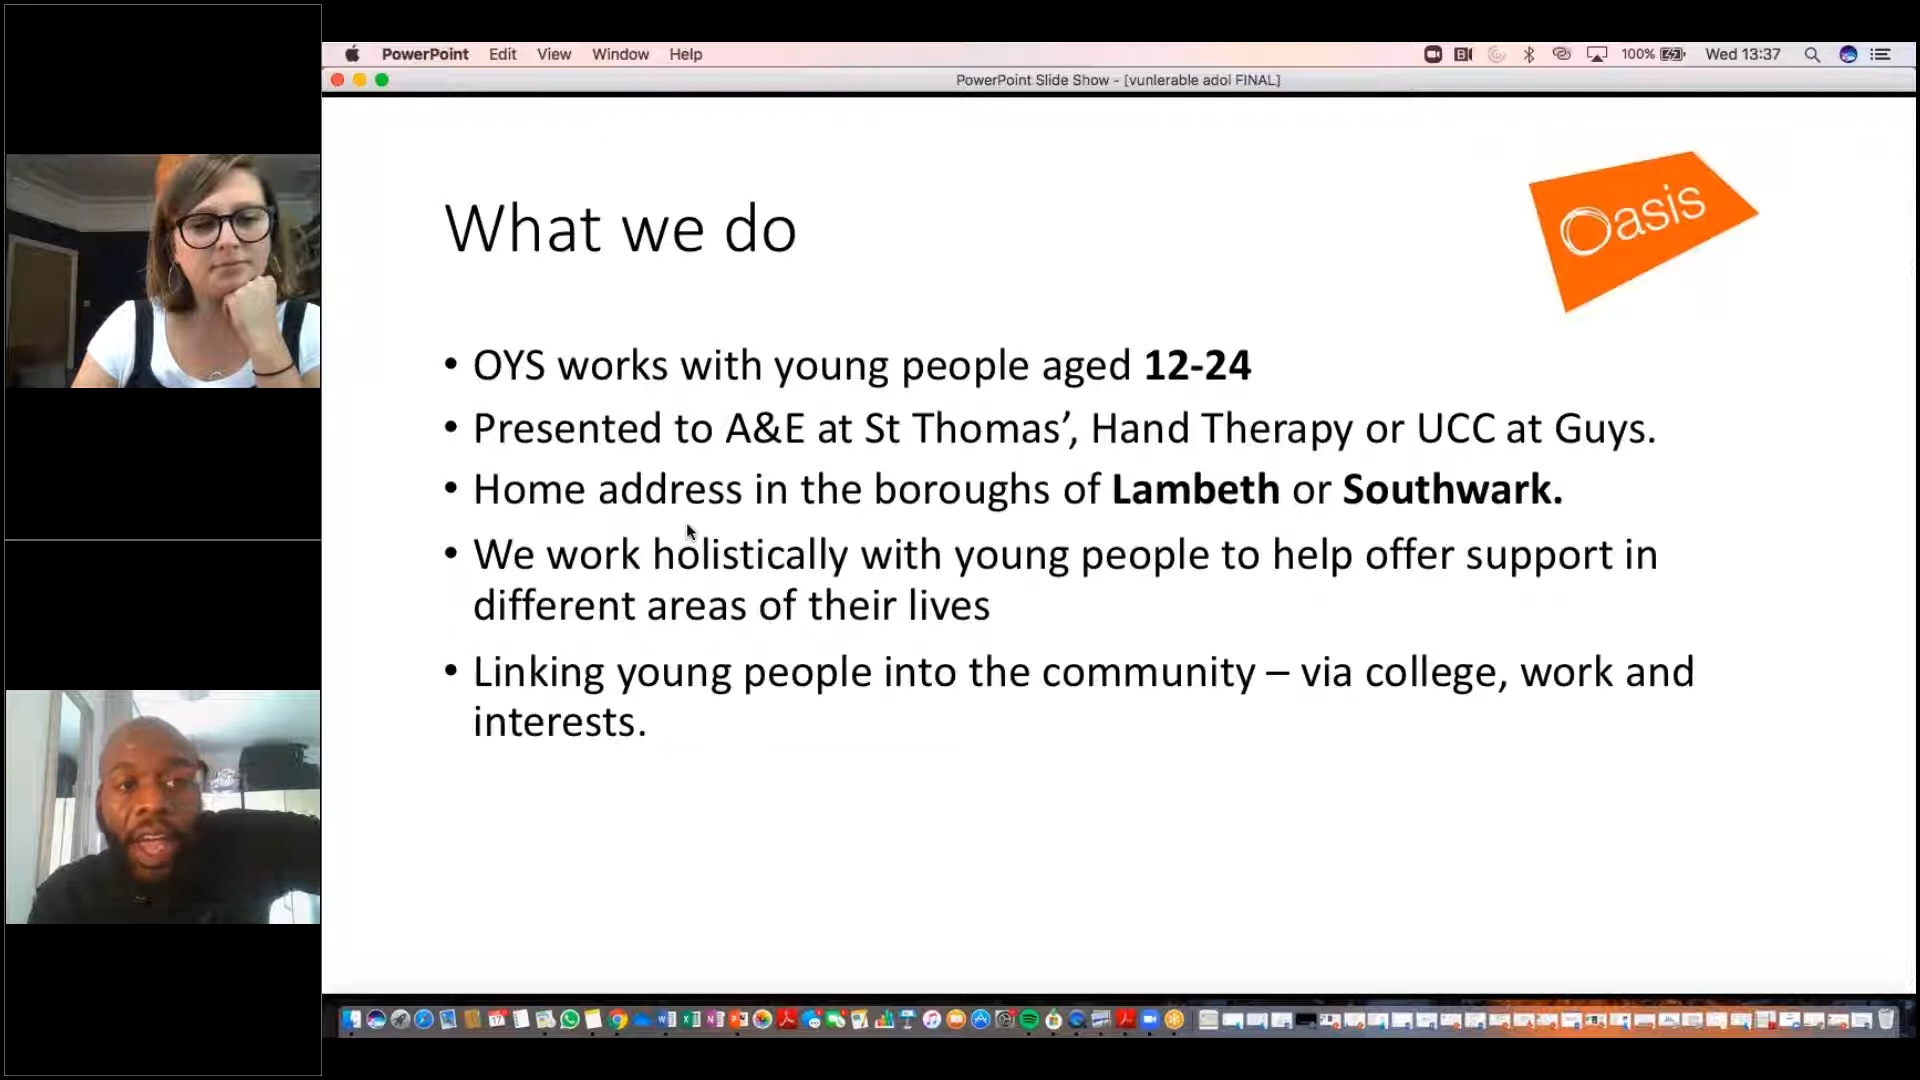 PowerPoint Edit View Window Help 100% Wed 13:37
PowerPoint Slide Show - [vunlerable adol FINAL]
Oasis
What we do
• OYS works with young people aged 12-24
• Presented to A&E at St Thomas’, Hand Therapy or UCC at Guys.
• Home address in the boroughs of Lambeth or Southwark.
• We work holistically with young people to help offer support in
different areas of their lives
• Linking young people into the community – via college, work and
interests.